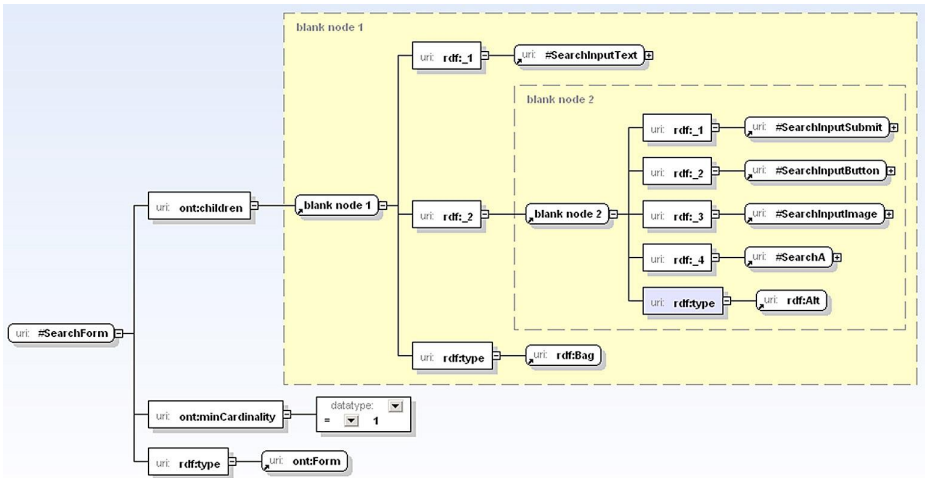 blank node 1
uri: rdf:_1
uri: #SearchInputText
blank node 2
uri: rdf:_1
uri: #SearchInputSubmit
uri: rdf:_2
uri: #SearchInputButton
uri: ont:children
blank node 1
uri: rdf:_2
blank node 2
uri: rdf:_3
uri: #SearchInputImage
uri: rdf:_4
uri: #SearchA
uri: rdf:type
uri: rdf:Alt
uri: #SearchForm
uri: rdf:type
uri: rdf:Bag
uri: ont:minCardinality
datatype:
= 1
uri: rdf:type
uri: ont:Form